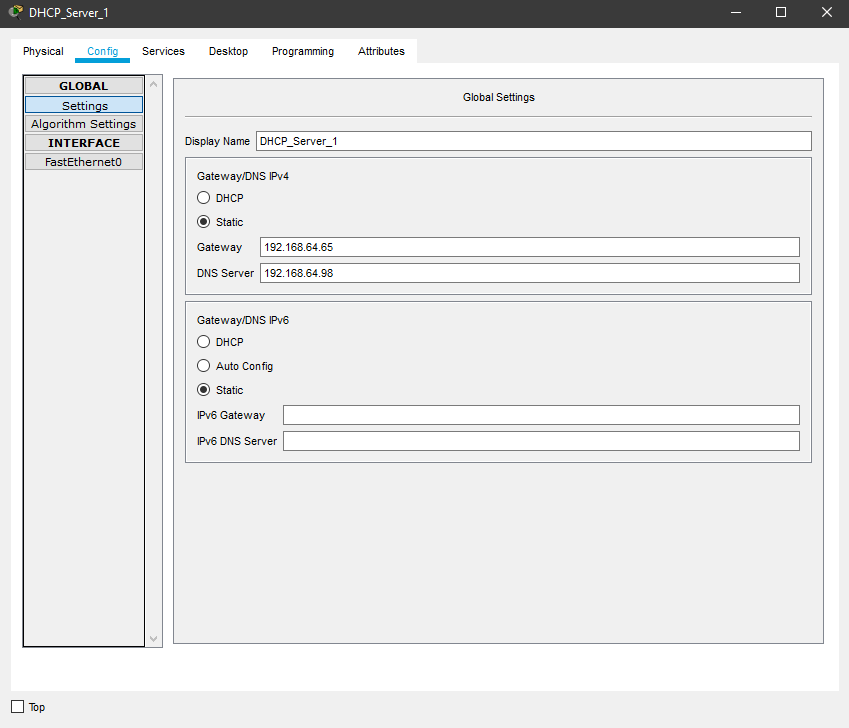 DHCP_Server_1
Physical Config Services Desktop Programming Attributes
GLOBAL
Settings
Algorithm Settings
INTERFACE
FastEthernet0
Global Settings
Display Name DHCP_Server_1
Gateway/DNS IPv4
DHCP
Static
Gateway 192.168.64.65
DNS Server 192.168.64.98
Gateway/DNS IPv6
DHCP
Auto Config
Static
IPv6 Gateway
IPv6 DNS Server
Top